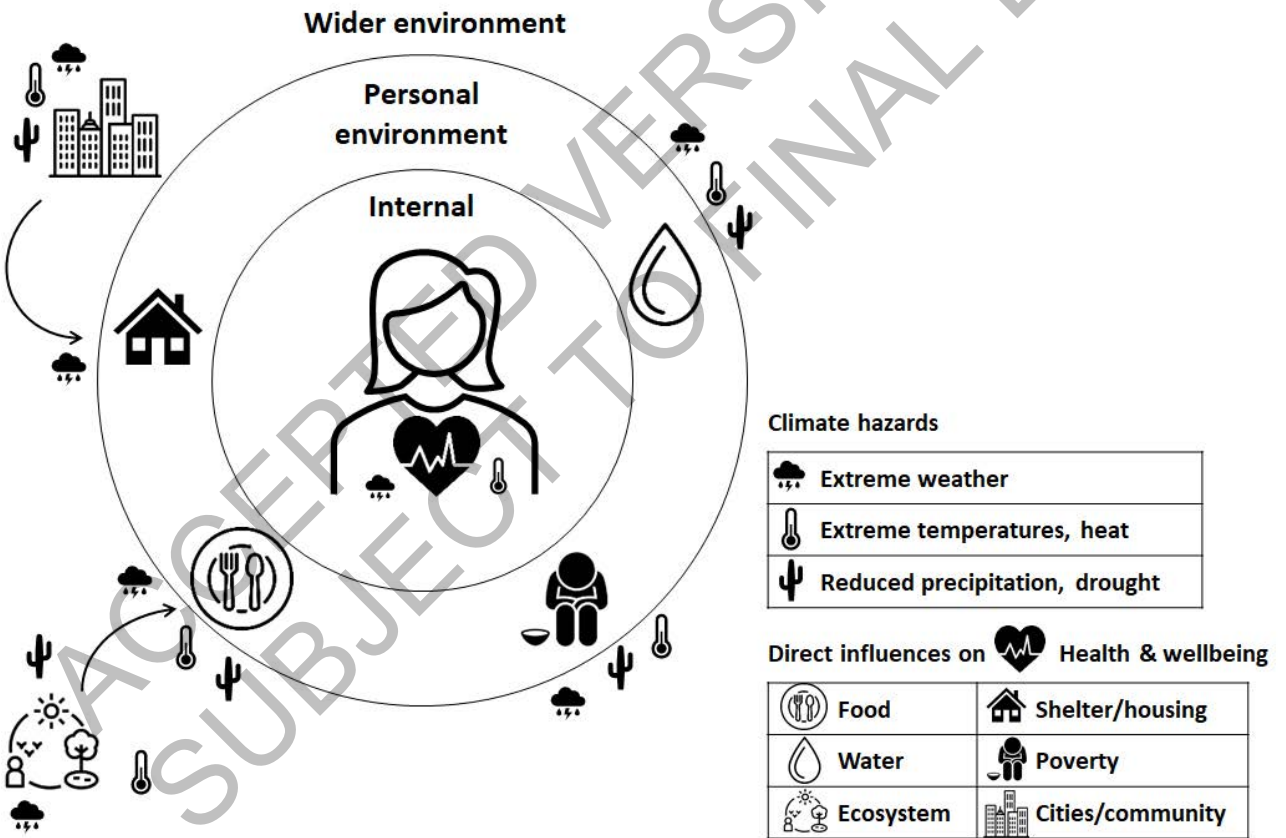 Wider environment
Personal
environment
Internal
Climate hazards
Extreme weather
Extreme temperatures, heat
Reduced precipitation, drought
Direct influences on Health & wellbeing
Food Shelter/housing
Water Poverty
Ecosystem Cities/community
ACCEPTED VERSI
SUBJECT TO FINAL